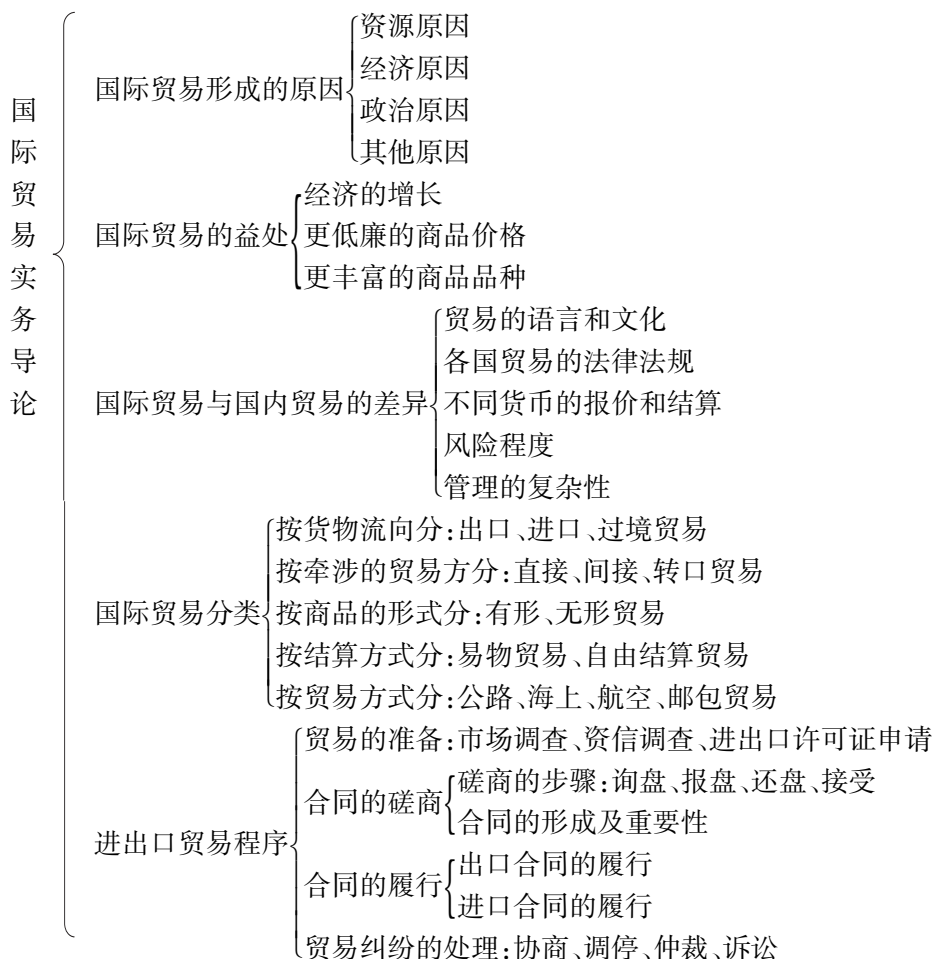 国际贸易实务导论
国际贸易形成的原因
资源原因
经济原因
政治原因
其他原因
国际贸易的益处
经济的增长
更低廉的商品价格
更丰富的商品品种
国际贸易与国内贸易的差异
贸易的语言和文化
各国贸易的法律法规
不同货币的报价和结算
风险程度
管理的复杂性
国际贸易分类
按货物流向分:出口、进口、过境贸易
按牵涉的贸易方分:直接、间接、转口贸易
按商品的形式分:有形、无形贸易
按结算方式分:易物贸易、自由结算贸易
按贸易方式分:公路、海上、航空、邮包贸易
进出口贸易程序
贸易的准备:市场调查、资信调查、进出口许可证申请
合同的磋商
磋商的步骤:询盘、报盘、还盘、接受
合同的形成及重要性
合同的履行
出口合同的履行
进口合同的履行
贸易纠纷的处理:协商、调停、仲裁、诉讼